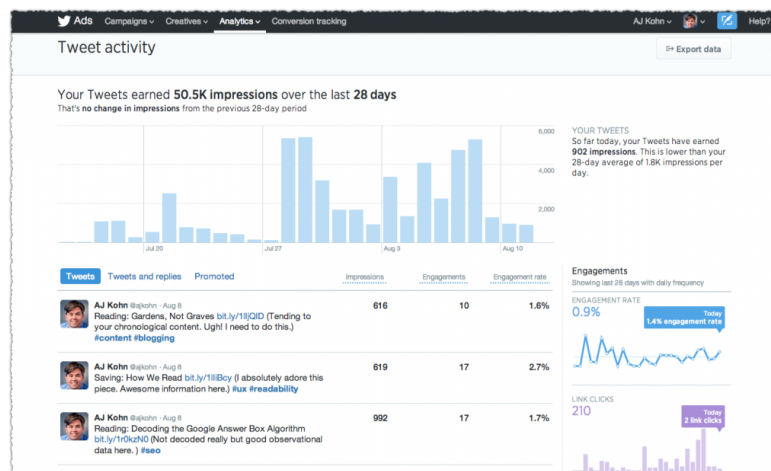 Ads Campaigns Creatives Analytics Conversion tracking AJ Kohn Help?
Tweet activity
Export data
Your Tweets earned 50.5K impressions over the last 28 days
That's no change in impressions from the previous 28-day period
6,000
4,000
2,000
Jul 20 Jul 27 Aug 3 Aug 10
YOUR TWEETS
So far today, your Tweets have earned
902 impressions. This is lower than your
28-day average of 1.8K impressions per
day.
Tweets Tweets and replies Promoted Impressions Engagements Engagement rate
AJ Kohn @ajkohn · Aug 8 616 10 1.6%
Reading: Gardens, Not Graves bit.ly/1lljQlD (Tending to
your chronological content. Ugh! I need to do this.)
#content #blogging
AJ Kohn @ajkohn · Aug 8 619 17 2.7%
Saving: How We Read bit.ly/1lliBcy (I absolutely adore this
piece. Awesome information here.) #ux #readability
AJ Kohn @ajkohn · Aug 8 992 17 1.7%
Reading: Decoding the Google Answer Box Algorithm
bit.ly/1r0kzN0 (Not decoded really but good observational
data here. ) #seo
Engagements
Showing last 28 days with daily frequency
ENGAGEMENT RATE
0.9%
Today
1.4% engagement rate
LINK CLICKS
210
Today
2 link clicks